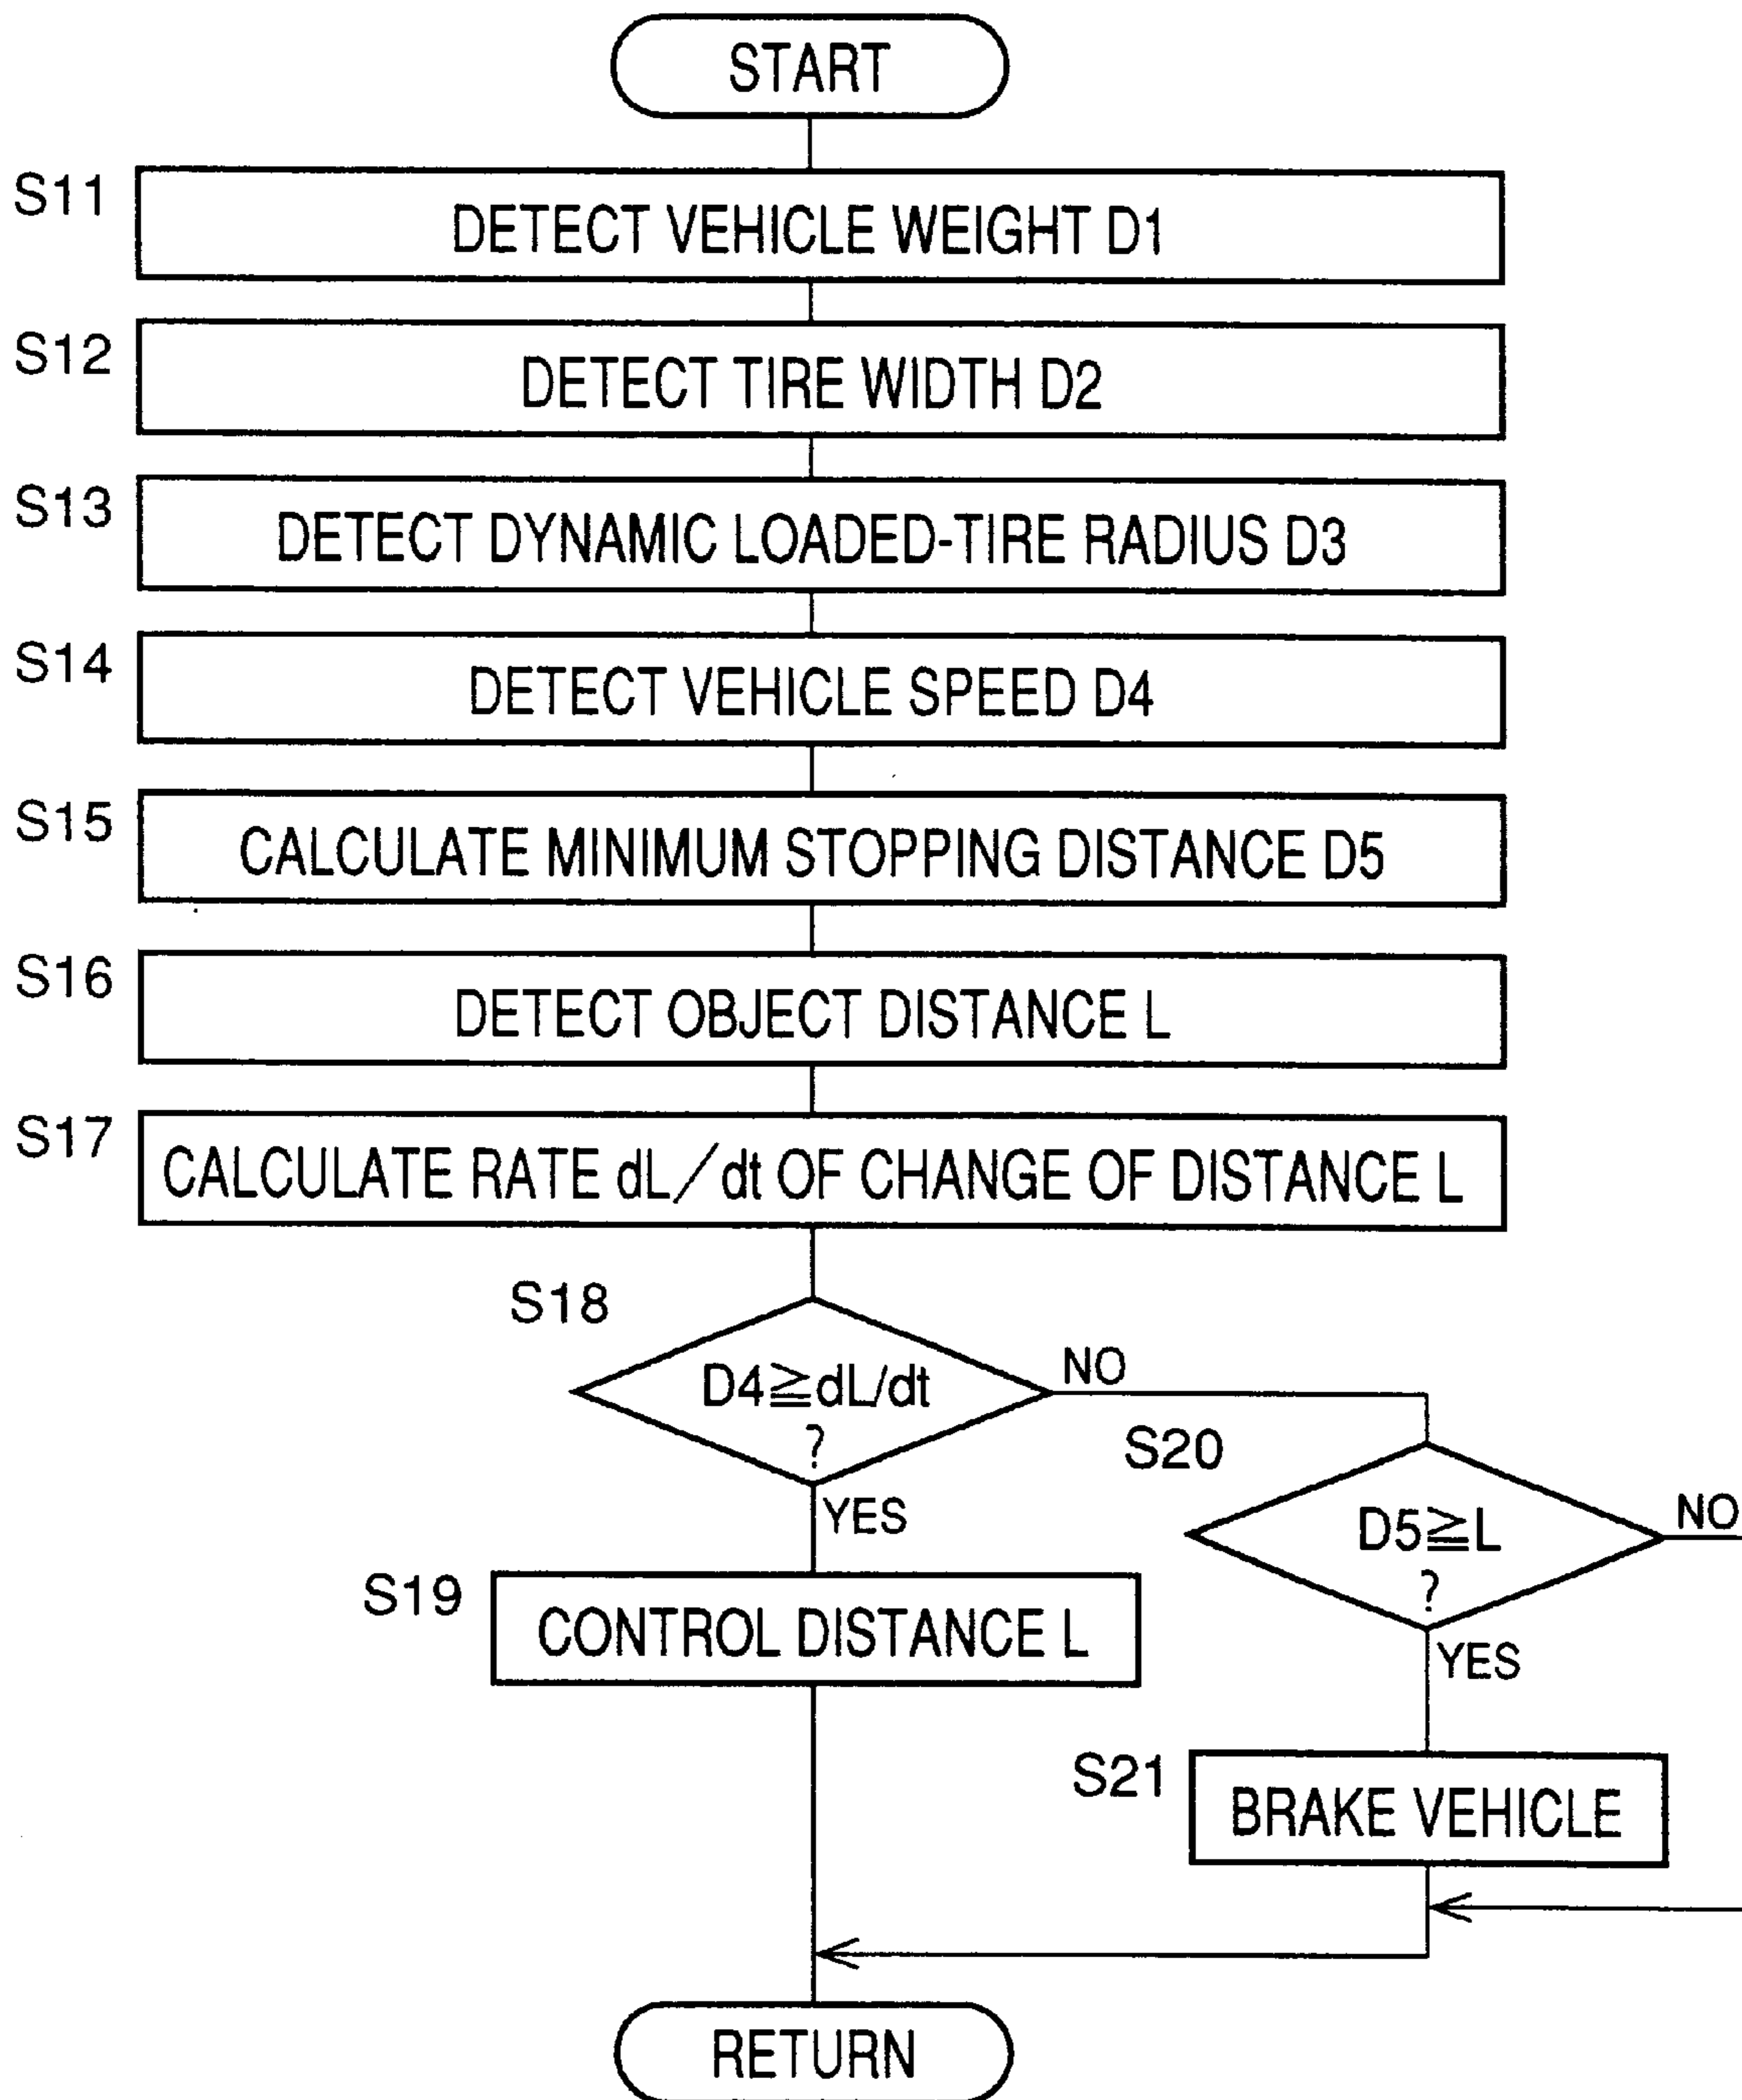 START
S11
DETECT VEHICLE WEIGHT D1
S12
DETECT TIRE WIDTH D2
S13
DETECT DYNAMIC LOADED-TIRE RADIUS D3
S14
DETECT VEHICLE SPEED D4
S15
CALCULATE MINIMUM STOPPING DISTANCE D5
S16
DETECT OBJECT DISTANCE L
S17
CALCULATE RATE dL/dt OF CHANGE OF DISTANCE L
S18
D4≧dL/dt
?
NO
YES
S20
D5≧L
?
NO
YES
S19
CONTROL DISTANCE L
S21
BRAKE VEHICLE
RETURN